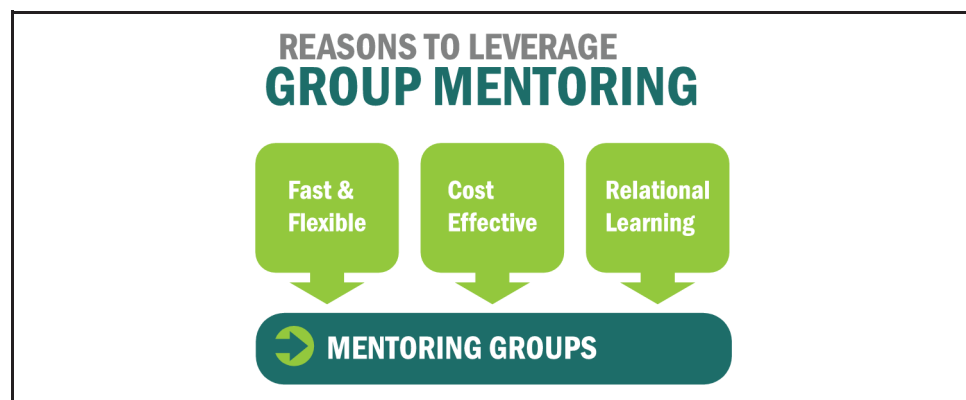 REASONS TO LEVERAGE
GROUP MENTORING
Fast &
Flexible
Cost
Effective
Relational
Learning
MENTORING GROUPS